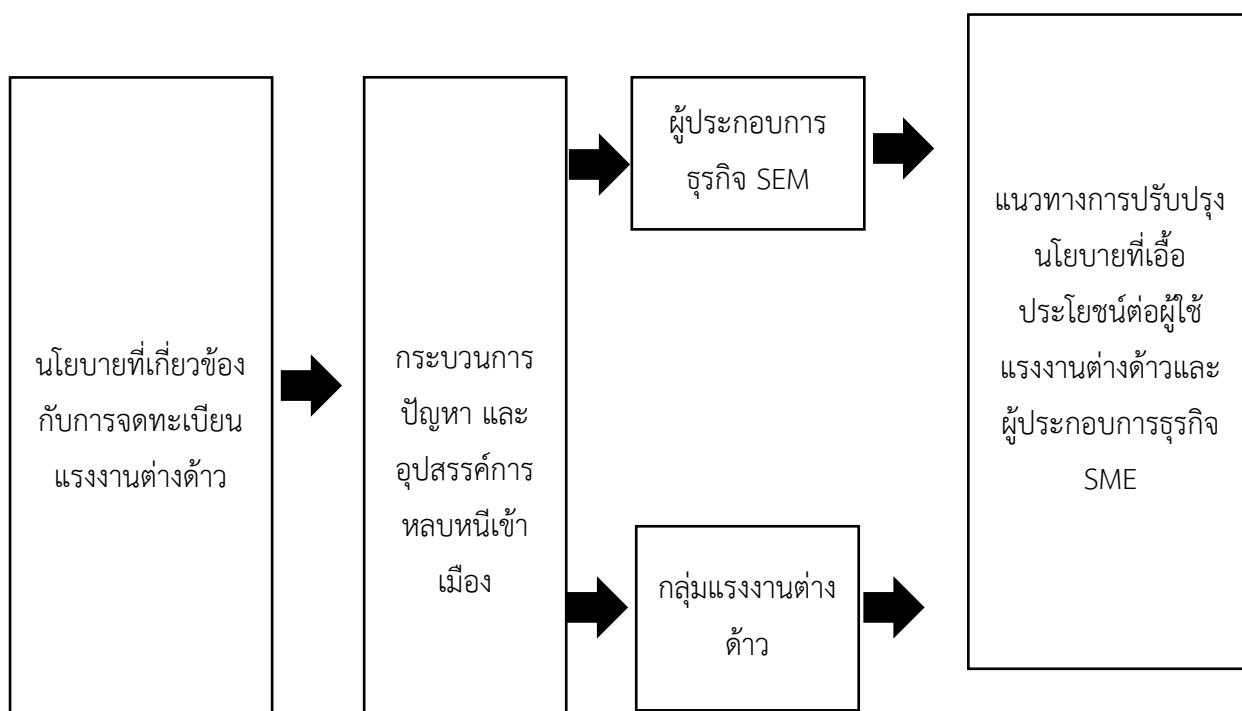 นโยบายที่เกี่ยวข้อง
กับการจดทะเบียน
แรงงานต่างด้าว
กระบวนการ
ปัญหา และ
อุปสรรค์การ
หลบหนีเข้า
เมือง
ผู้ประกอบการ
ธุรกิจ SEM
กลุ่มแรงงานต่าง
ด้าว
แนวทางการปรับปรุง
นโยบายที่เอื้อ
ประโยชน์ต่อผู้ใช้
แรงงานต่างด้าวและ
ผู้ประกอบการธุรกิจ
SME